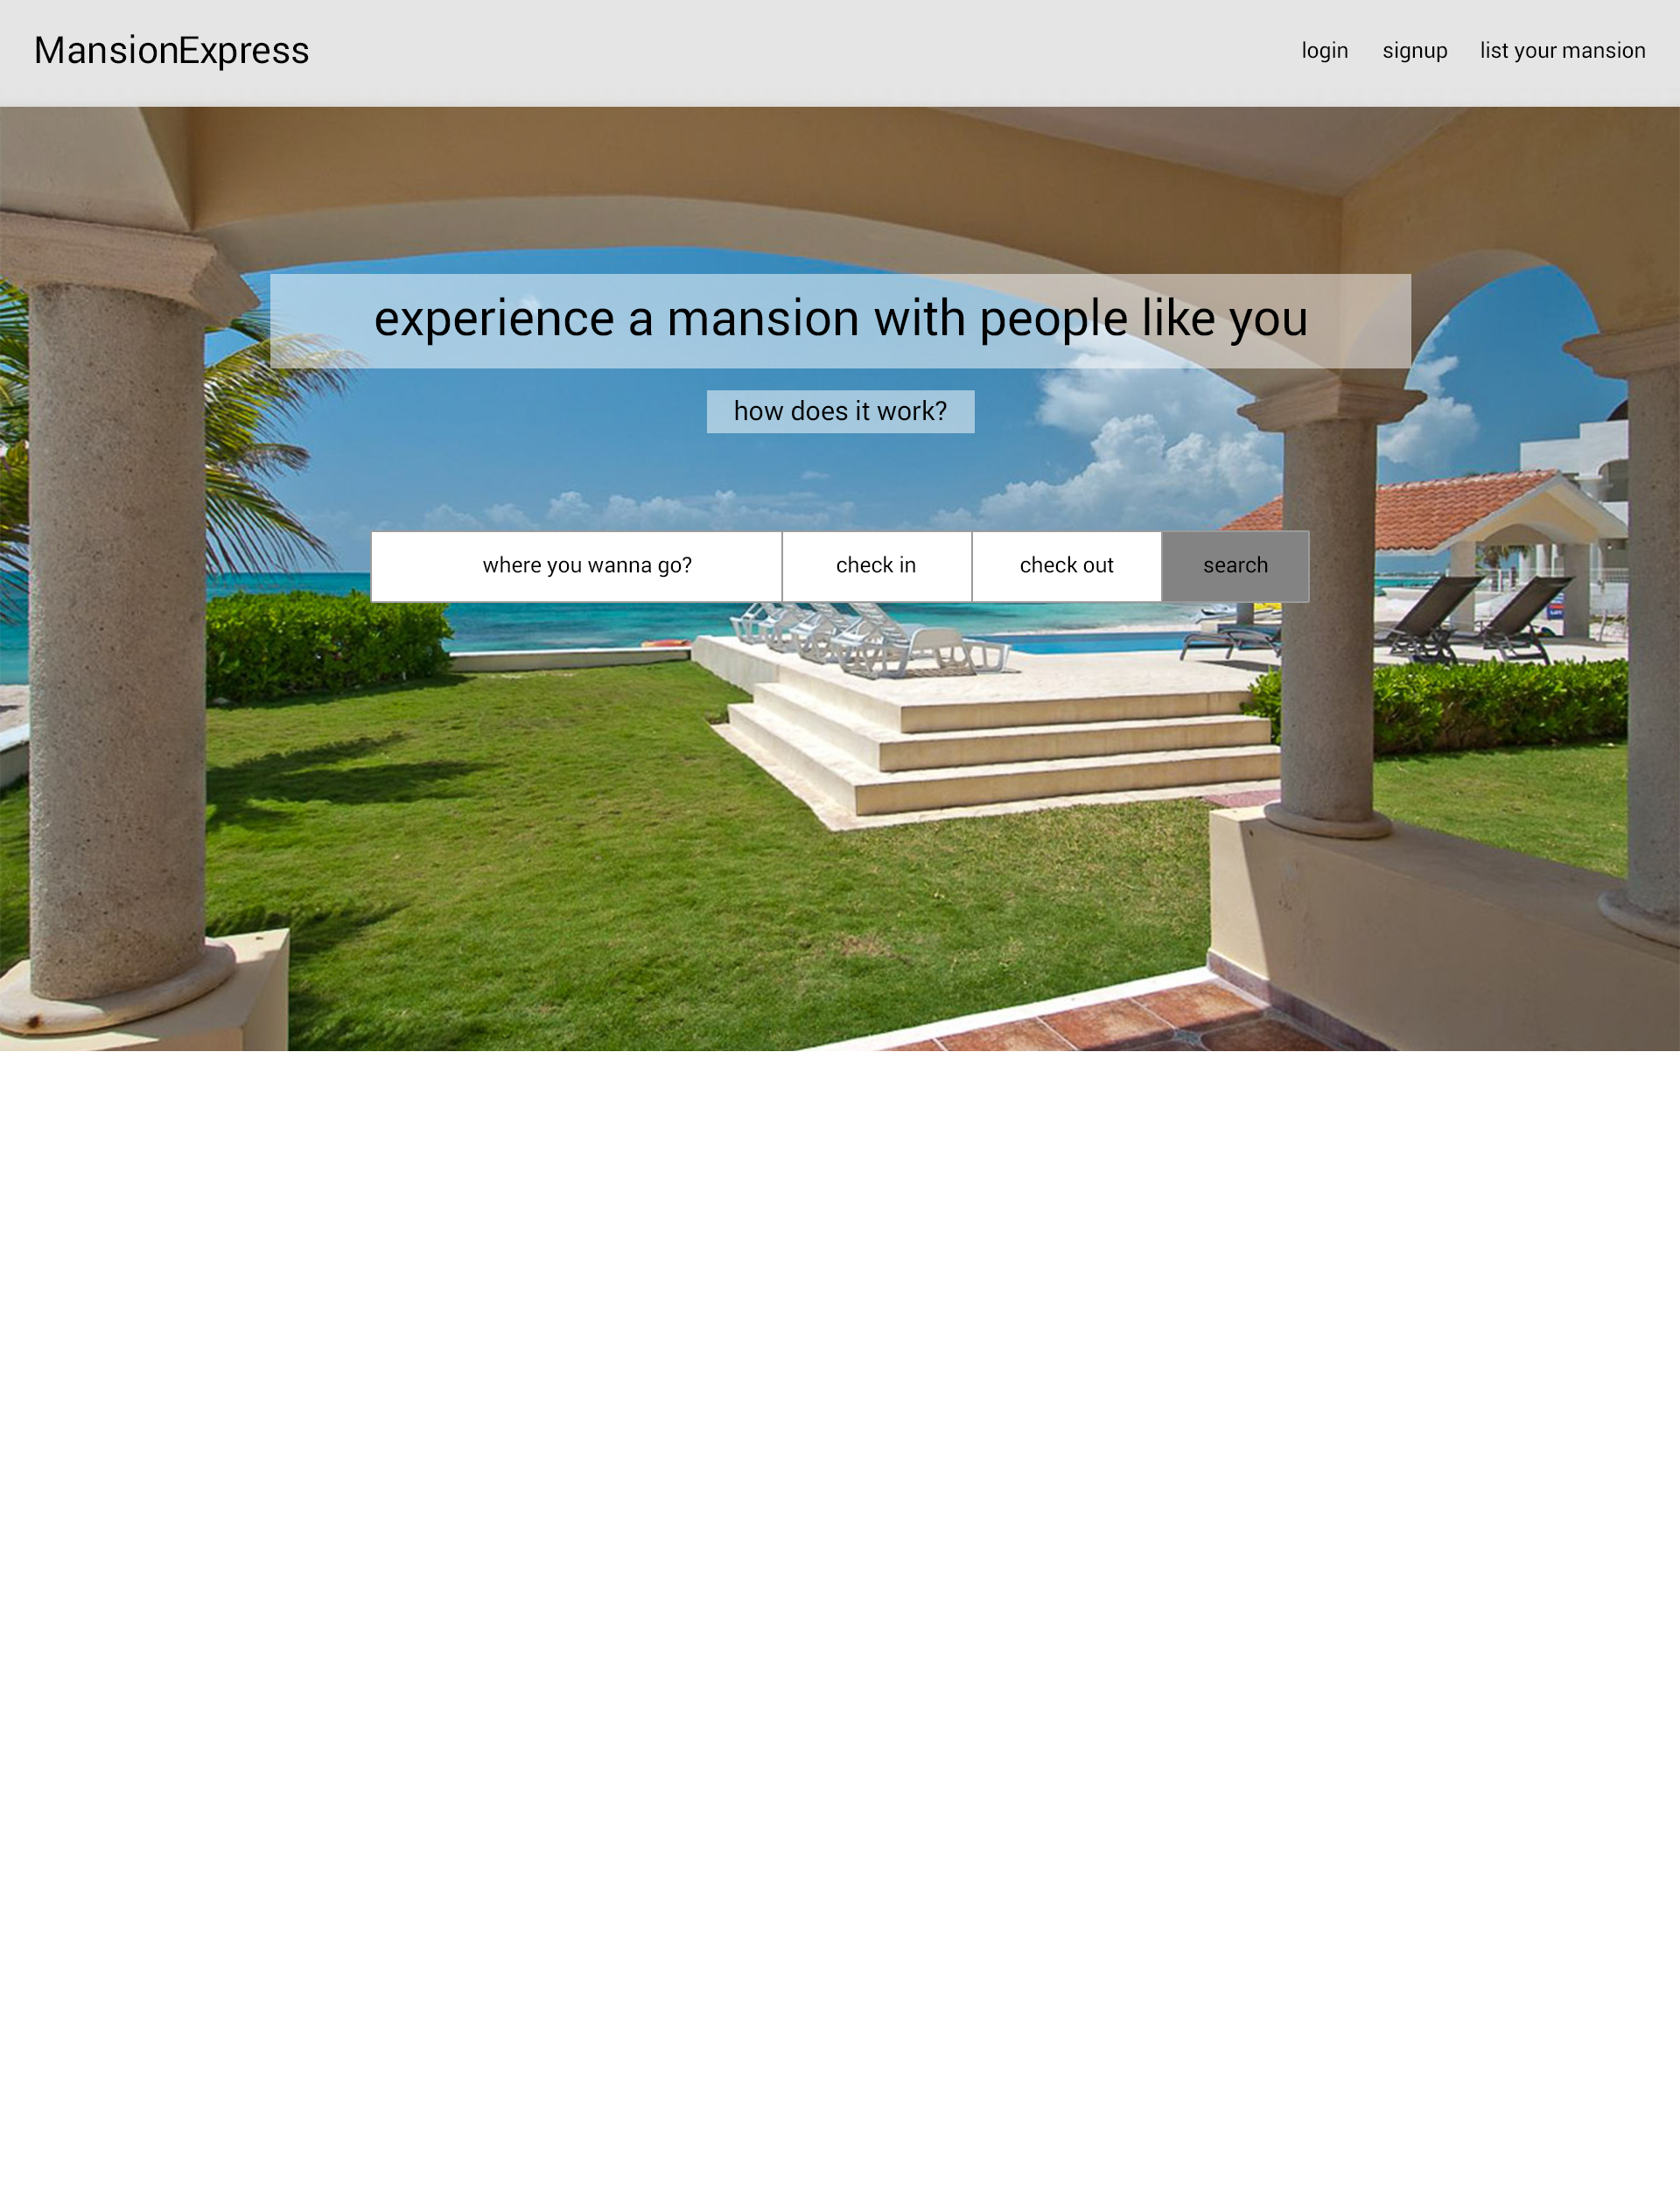 MansionExpress
login signup list your mansion
experience a mansion with people like you
how does it work?
where you wanna go? check in check out search